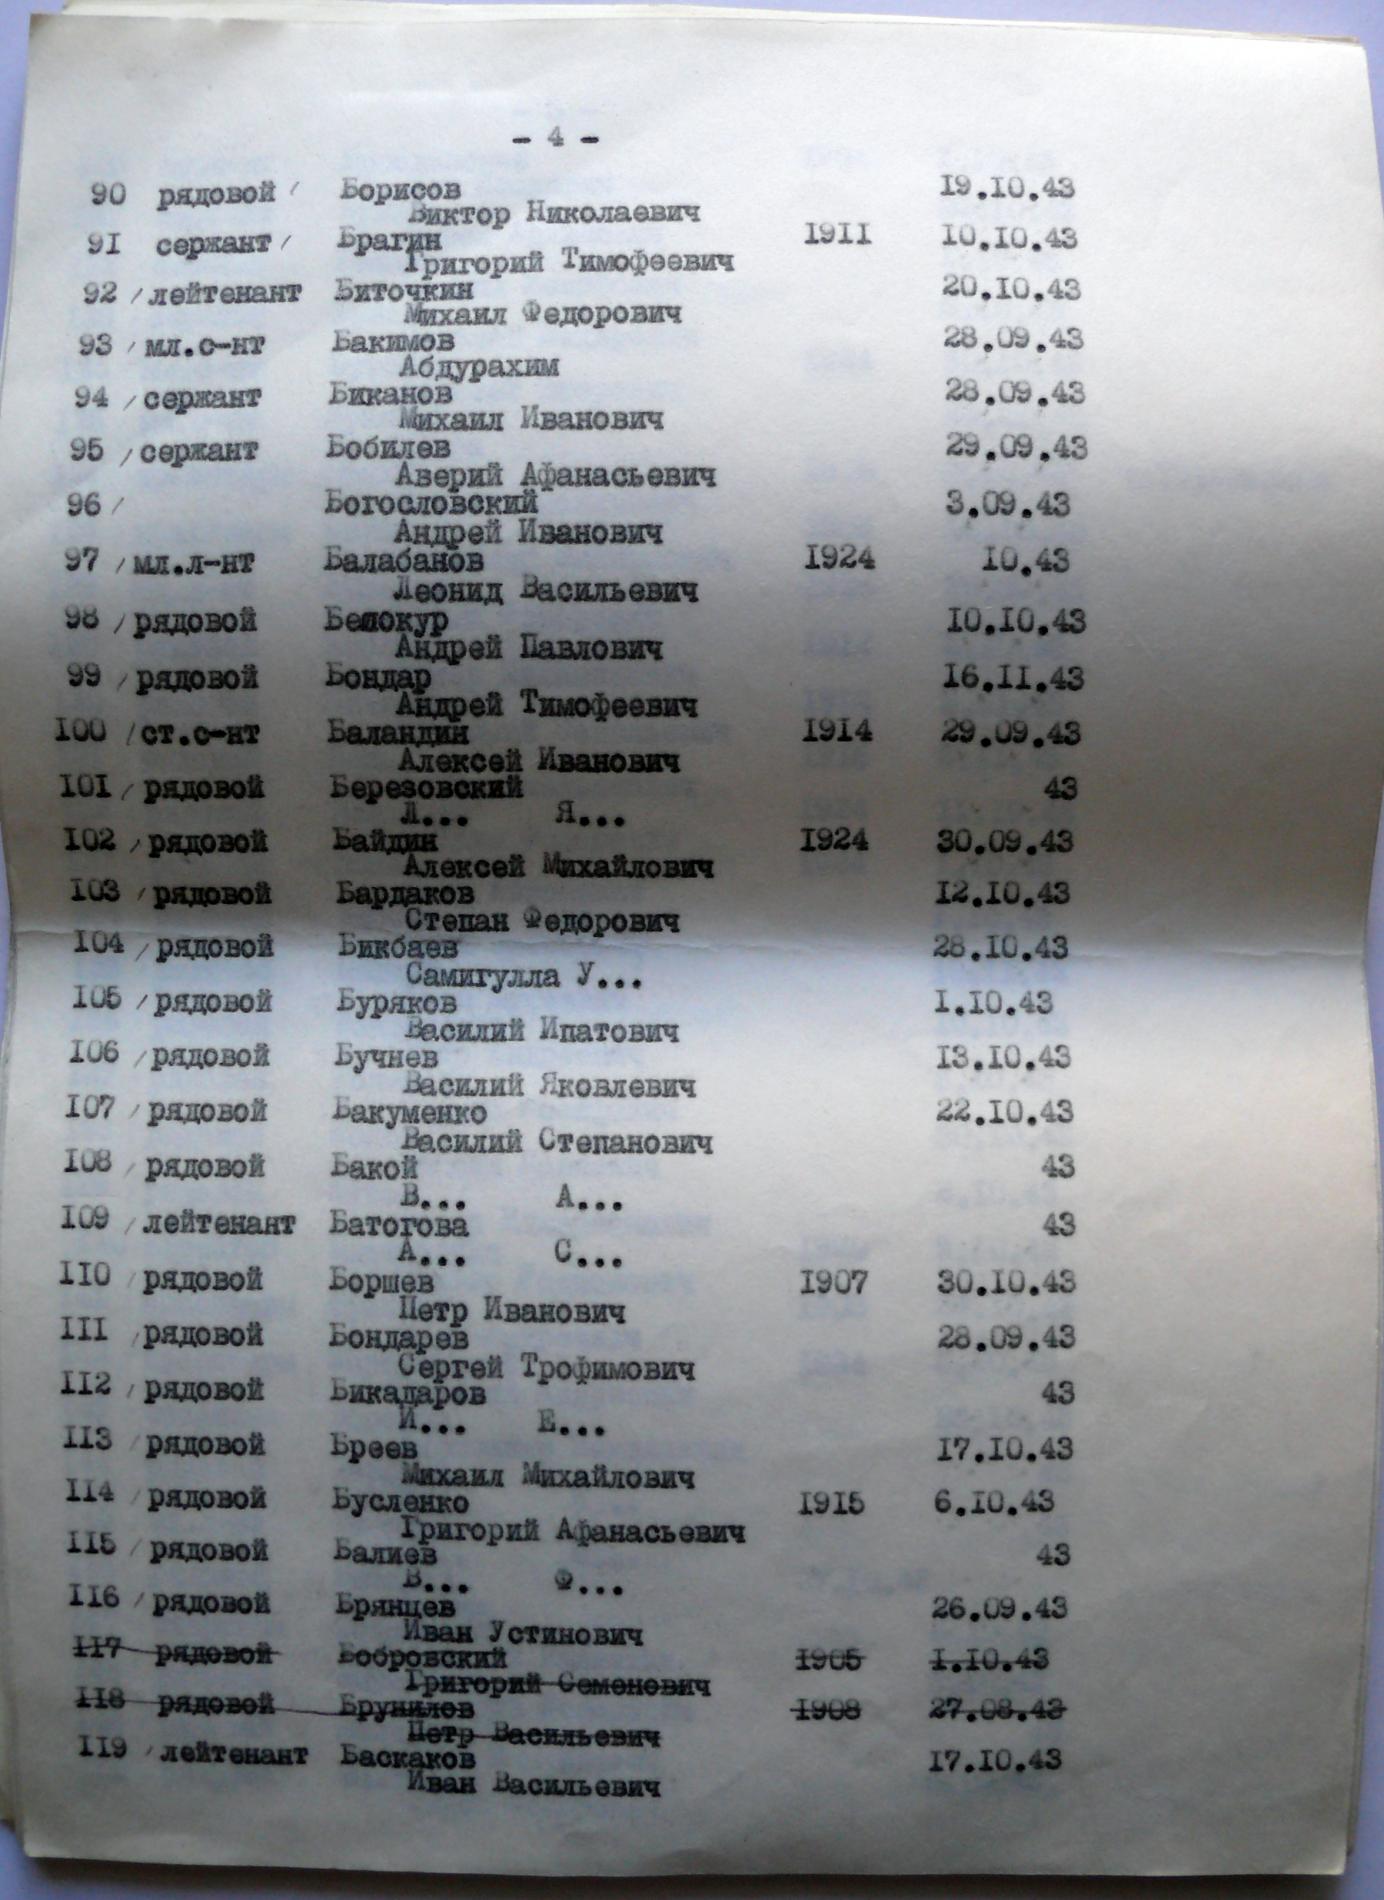 - 4 -
90 рядовой / Борисов 19.10.43
Виктор Николаевич
91 сержант / Брагин 1911 10.10.43
Григорий Тимофеевич
92 / лейтенант Биточкин 20.10.43
Михаил Федорович
93 / мл.с-нт Бакимов 28.09.43
Абдурахим
94 / сержант Биканов 28.09.43
Михаил Иванович
95 / сержант Бобилев 29.09.43
Аверий Афанасьевич
96 / Богословский 3.09.43
Андрей Иванович
97 / мл.л-нт Балабанов 1924 10.43
Леонид Васильевич
98 / рядовой Белокур 10.10.43
Андрей Павлович
99 / рядовой Бондар 16.11.43
Андрей Тимофеевич
100 / ст.с-нт Баландин 1914 29.09.43
Алексей Иванович
101 / рядовой Березовский 43
Л... Я...
102 / рядовой Байдин 1924 30.09.43
Алексей Михайлович
103 / рядовой Бардаков 12.10.43
Степан Федорович
104 / рядовой Бикбаев 28.10.43
Самигулла У...
105 / рядовой Буряков 1.10.43
Василий Ипатович
106 / рядовой Бучнев 13.10.43
Василий Яковлевич
107 / рядовой Бакуменко 22.10.43
Василий Степанович
108 / рядовой Бакой 43
В... А...
109 / лейтенант Батогова 43
А... С...
110 / рядовой Боршев 1907 30.10.43
Петр Иванович
111 / рядовой Бондарев 28.09.43
Сергей Трофимович
112 / рядовой Бикадаров 43
И... Е...
113 / рядовой Бреев 17.10.43
Михаил Михайлович
114 / рядовой Бусленко 1915 6.10.43
Григорий Афанасьевич
115 / рядовой Балиев 43
В... Ф...
116 / рядовой Брянцев 26.09.43
Иван Устинович
117 рядовой Бобровский 1905 1.10.43
Григорий Семенович
118 рядовой Брунилов 1908 27.08.43
Петр Васильевич
119 / лейтенант Баскаков 17.10.43
Иван Васильевич